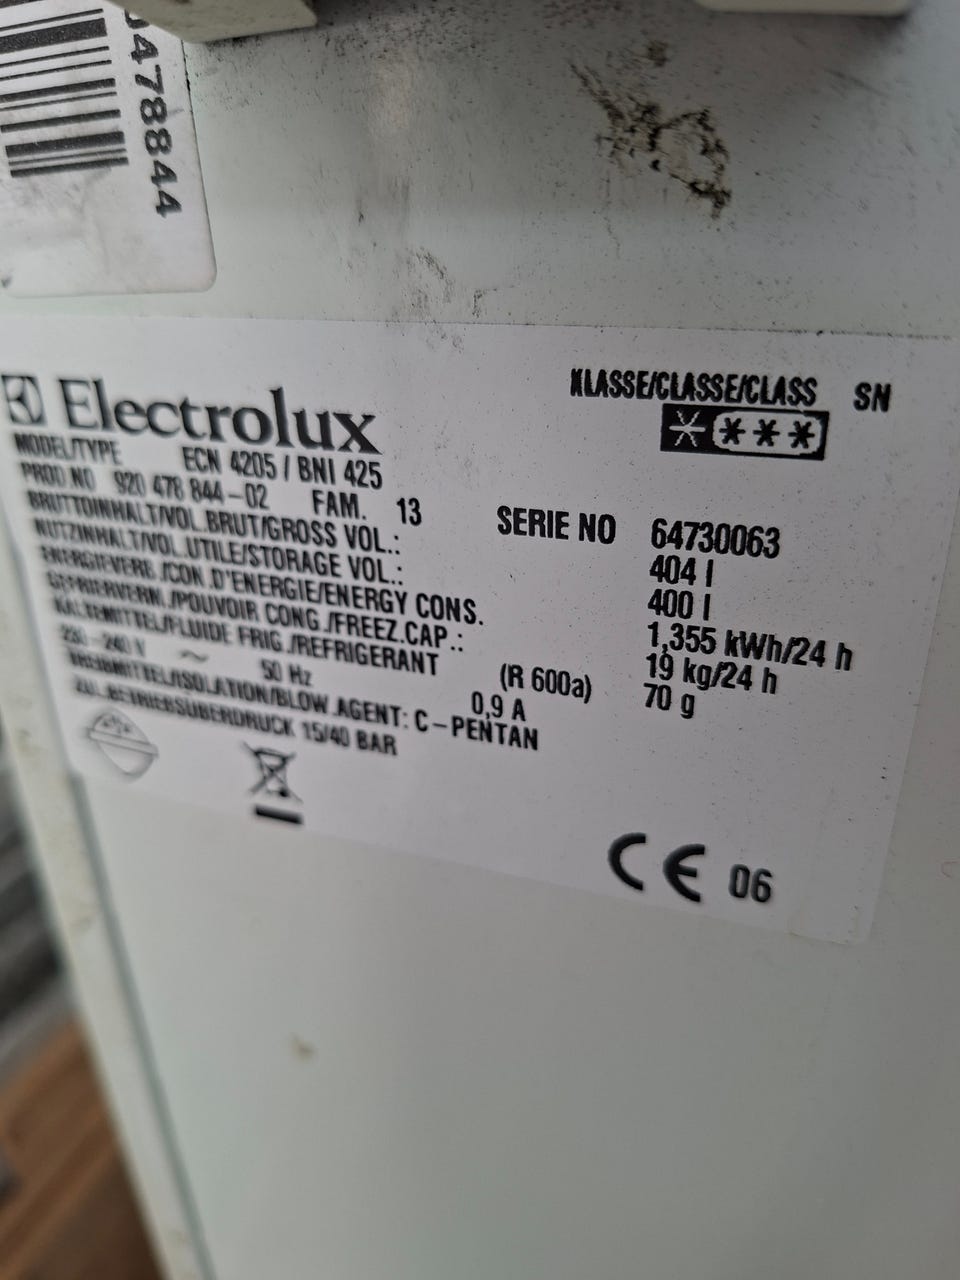 478844
Electrolux
KLASSE/CLASSE/CLASS SN
MODEL/TYPE ECN 4205 / BNI 425
PROD.NO 920 478 844-02 FAM. 13
SERIE NO 64730063
BRUTTOINHALT/VOL.BRUT/GROSS VOL.: 404 l
NUTZINHALT/VOL.UTILE/STORAGE VOL.: 400 l
ENERGIEVERB./CON.D'ENERGIE/ENERGY CONS. 1,355 kWh/24 h
GEFRIERVERM./POUVOIR CONG./FREEZ.CAP.: 19 kg/24 h
KÄLTEMITTEL/FLUIDE FRIG./REFRIGERANT (R 600a) 70 g
230-240 V ~ 50 Hz 0,9 A
TREIBMITTEL/ISOLATION/BLOW.AGENT: C-PENTAN
ZUL.BETRIEBSÜBERDRUCK 15/40 BAR
CE 06